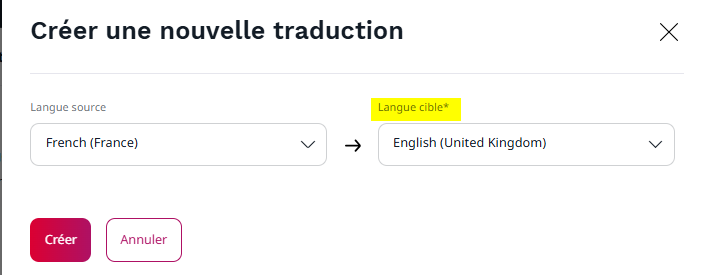 Créer une nouvelle traduction
Langue source
Langue cible*
French (France)
English (United Kingdom)
Créer
Annuler